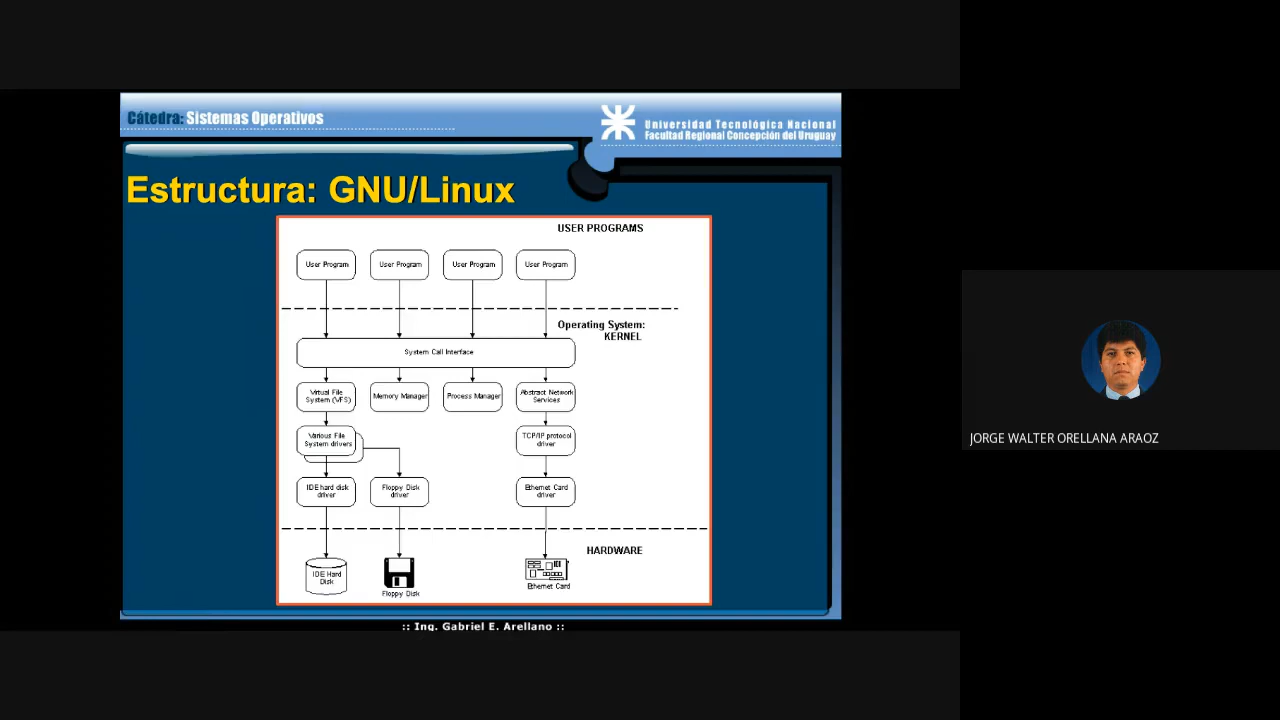 Cátedra: Sistemas Operativos
Universidad Tecnológica Nacional
Facultad Regional Concepción del Uruguay
Estructura: GNU/Linux
USER PROGRAMS
User Program
User Program
User Program
User Program
Operating System:
KERNEL
System Call Interface
Virtual File
System (VFS)
Memory Manager
Process Manager
Abstract Network
Services
Various File
System drivers
TCP/IP protocol
driver
IDE hard disk
driver
Floppy Disk
driver
Ethernet Card
driver
HARDWARE
IDE Hard
Disk
Floppy Disk
Ethernet Card
:: Ing. Gabriel E. Arellano ::
JORGE WALTER ORELLANA ARAOZ